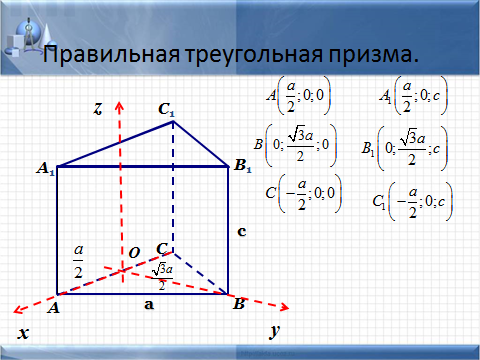 Правильная треугольная призма.
A(a/2;0;0) A₁(a/2;0;c)
B(0;√3a/2;0) B₁(0;√3a/2;c)
C(-a/2;0;0) C₁(-a/2;0;c)
z
C₁
A₁
B₁
c
a/2
O
C
√3a/2
A
a
B
x
y